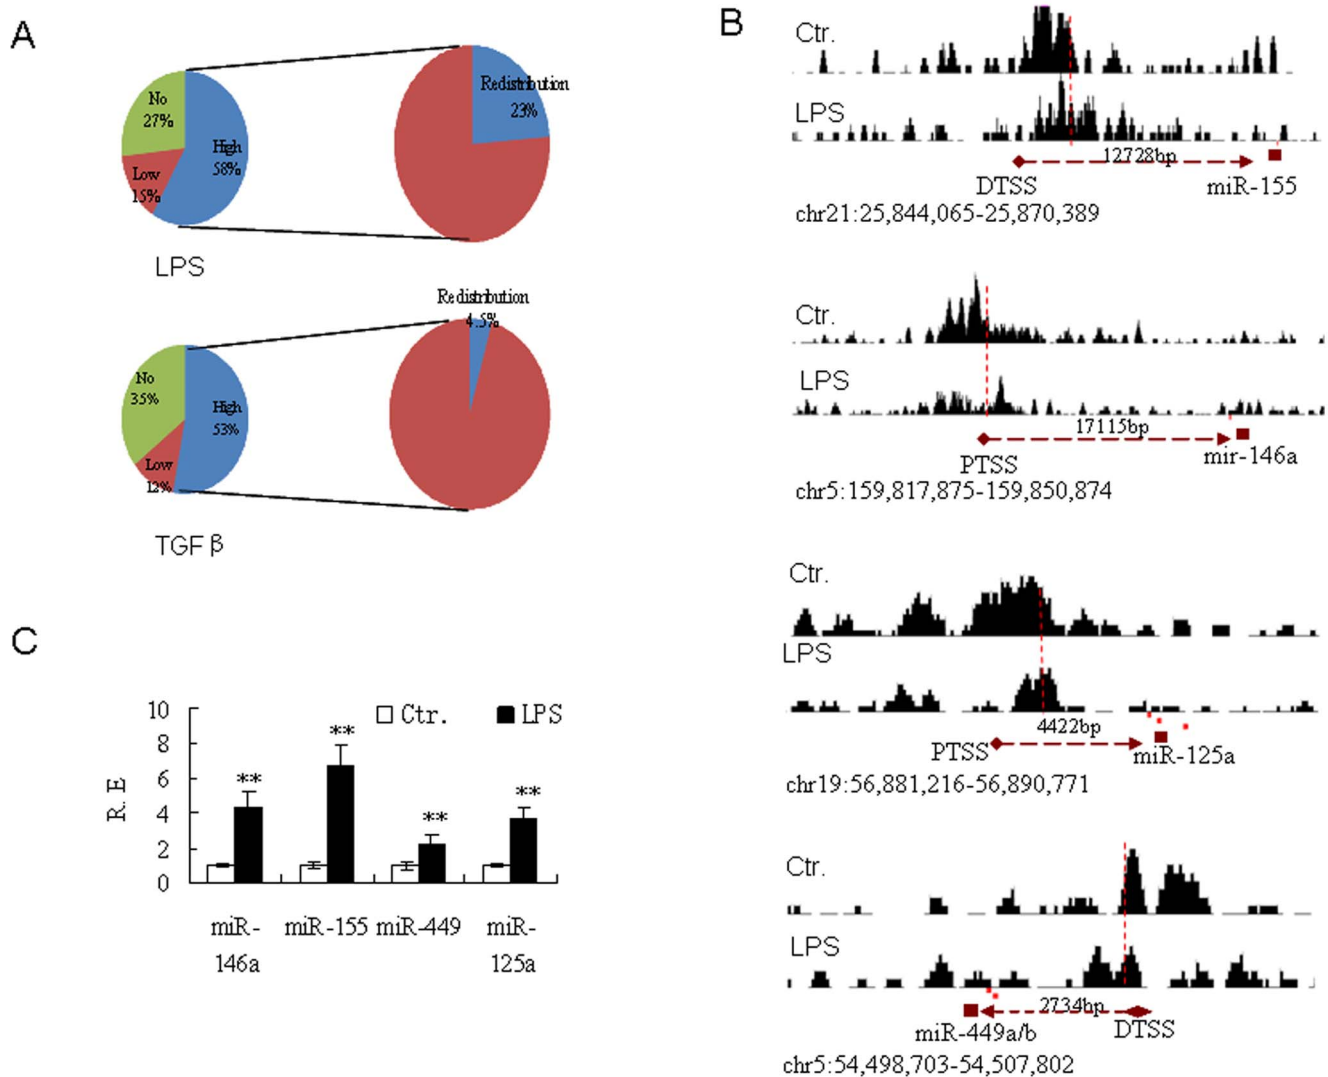 A
No
27%
High
58%
Low
15%
Redistribution
23%
LPS
Redistribution
4.5%
No
35%
High
53%
Low
12%
TGF β
B
Ctr.
LPS
12728bp
DTSS
miR-155
chr21:25,844,065-25,870,389
Ctr.
LPS
17115bp
PTSS
mir-146a
chr5:159,817,875-159,850,874
Ctr.
LPS
4422bp
PTSS
miR-125a
chr19:56,881,216-56,890,771
Ctr.
LPS
2734bp
miR-449a/b
DTSS
chr5:54,498,703-54,507,802
C
Ctr.
LPS
R.E
10
8
6
4
2
0
**
**
**
**
miR-
146a
miR-155
miR-449
miR-
125a